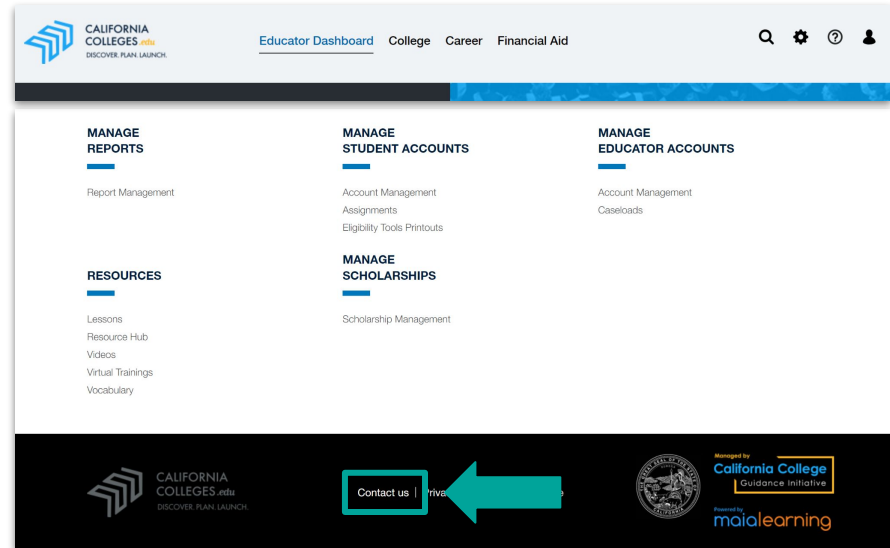 CALIFORNIA
COLLEGES.edu
DISCOVER. PLAN. LAUNCH.
Educator Dashboard College Career Financial Aid
MANAGE
REPORTS
Report Management
MANAGE
STUDENT ACCOUNTS
Account Management
Assignments
Eligibility Tools Printouts
MANAGE
EDUCATOR ACCOUNTS
Account Management
Caseloads
RESOURCES
Lessons
Resource Hub
Videos
Virtual Trainings
Vocabulary
MANAGE
SCHOLARSHIPS
Scholarship Management
CALIFORNIA
COLLEGES.edu
DISCOVER. PLAN. LAUNCH.
Contact us |
Managed by
California College
Guidance Initiative
Powered by
maialearning